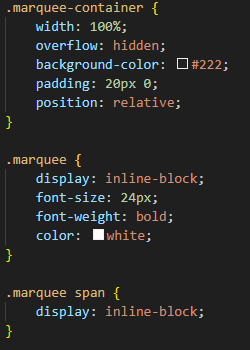 .marquee-container {
    width: 100%;
    overflow: hidden;
    background-color: #222;
    padding: 20px 0;
    position: relative;
}

.marquee {
    display: inline-block;
    font-size: 24px;
    font-weight: bold;
    color: white;
}

.marquee span {
    display: inline-block;
}